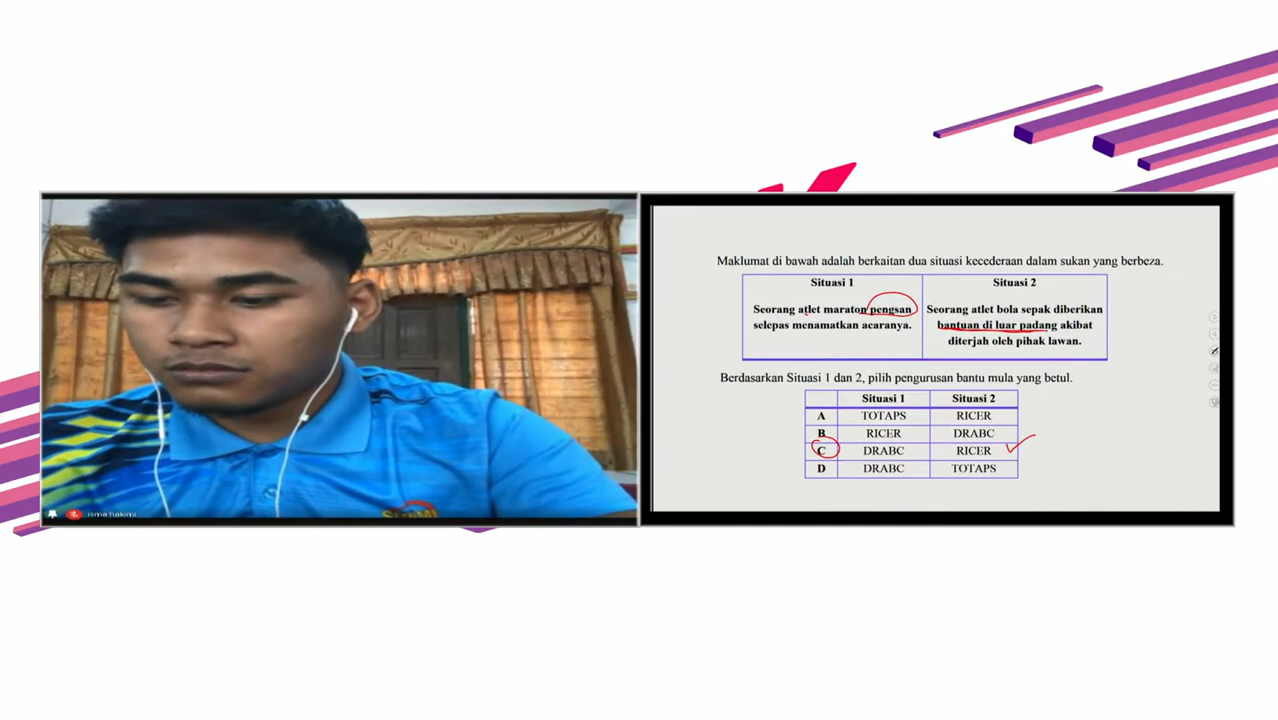 Maklumat di bawah adalah berkaitan dua situasi kecederaan dalam sukan yang berbeza.
Situasi 1
Seorang atlet maraton pengsan
selepas menamatkan acaranya.
Situasi 2
Seorang atlet bola sepak diberikan
bantuan di luar padang akibat
diterjah oleh pihak lawan.
Berdasarkan Situasi 1 dan 2, pilih pengurusan bantu mula yang betul.
Situasi 1 Situasi 2
A TOTAPS RICER
B RICER DRABC
C DRABC RICER
D DRABC TOTAPS
isma hakimi